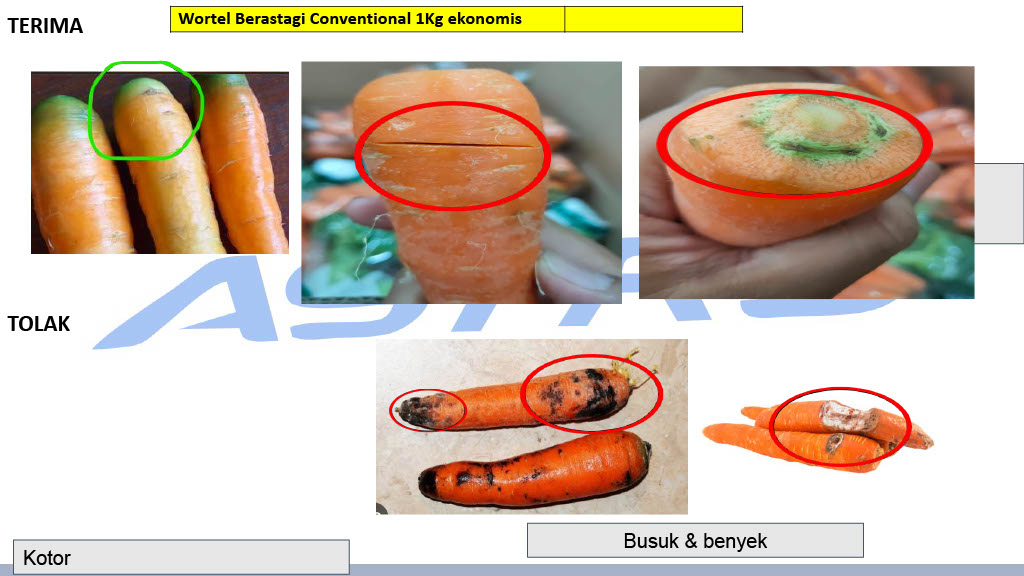 TERIMA
Wortel Berastagi Conventional 1Kg ekonomis
TOLAK
Busuk & benyek
Kotor